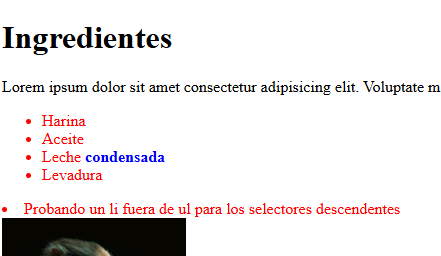 Ingredientes
Lorem ipsum dolor sit amet consectetur adipisicing elit. Voluptate m
Harina
Aceite
Leche condensada
Levadura
Probando un li fuera de ul para los selectores descendentes